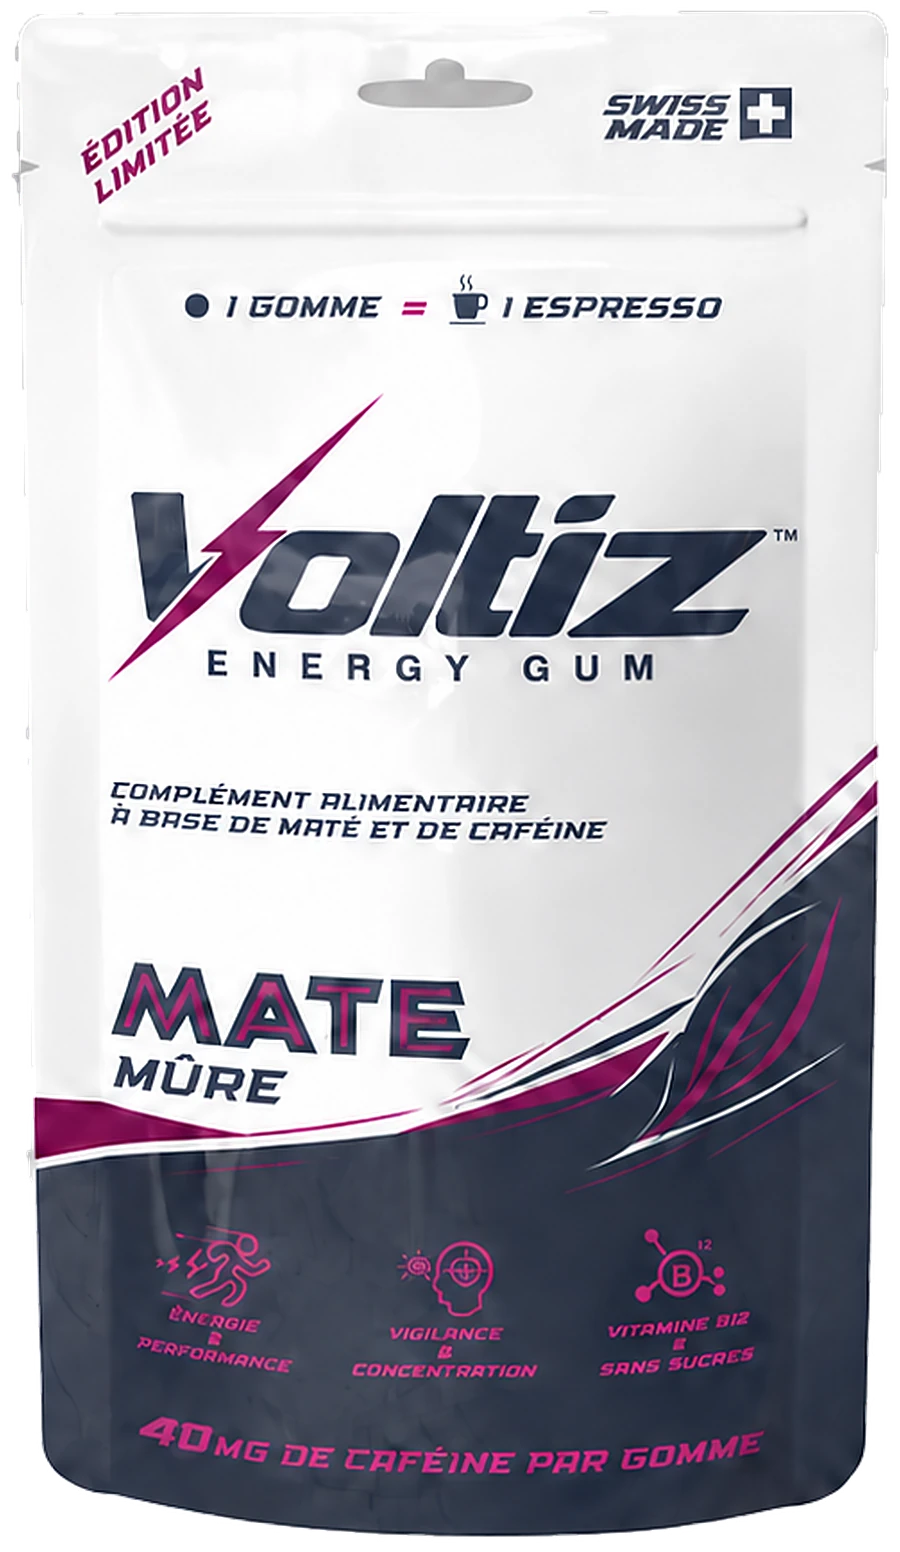 ÉDITION
LIMITÉE
SWISS
MADE
1 GOMME = 1 ESPRESSO
Voltiz™
ENERGY GUM
COMPLÉMENT ALIMENTAIRE
À BASE DE MATÉ ET DE CAFÉINE
MATE
MÛRE
ÉNERGIE
&
PERFORMANCE
VIGILANCE
&
CONCENTRATION
B 12
VITAMINE B12
&
SANS SUCRES
40MG DE CAFÉINE PAR GOMME